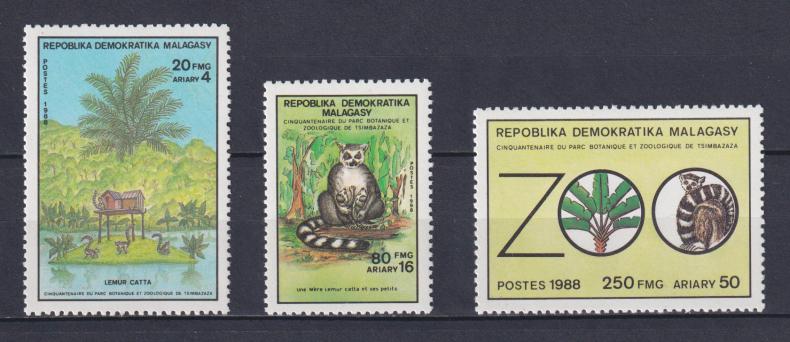 REPOBLIKA DEMOKRATIKA MALAGASY
20 FMG
ARIARY 4
POSTES 1988
LEMUR CATTA
CINQUANTENAIRE DU PARC BOTANIQUE ET ZOOLOGIQUE DE TSIMBAZAZA
REPOBLIKA DEMOKRATIKA
MALAGASY
CINQUANTENAIRE DU PARC BOTANIQUE ET
ZOOLOGIQUE DE TSIMBAZAZA
POSTES 1988
80 FMG
ARIARY 16
Une Mère Lemur catta et ses petits
REPOBLIKA DEMOKRATIKA MALAGASY
CINQUANTENAIRE DU PARC BOTANIQUE ET ZOOLOGIQUE DE TSIMBAZAZA
ZOO
POSTES 1988 250 FMG ARIARY 50